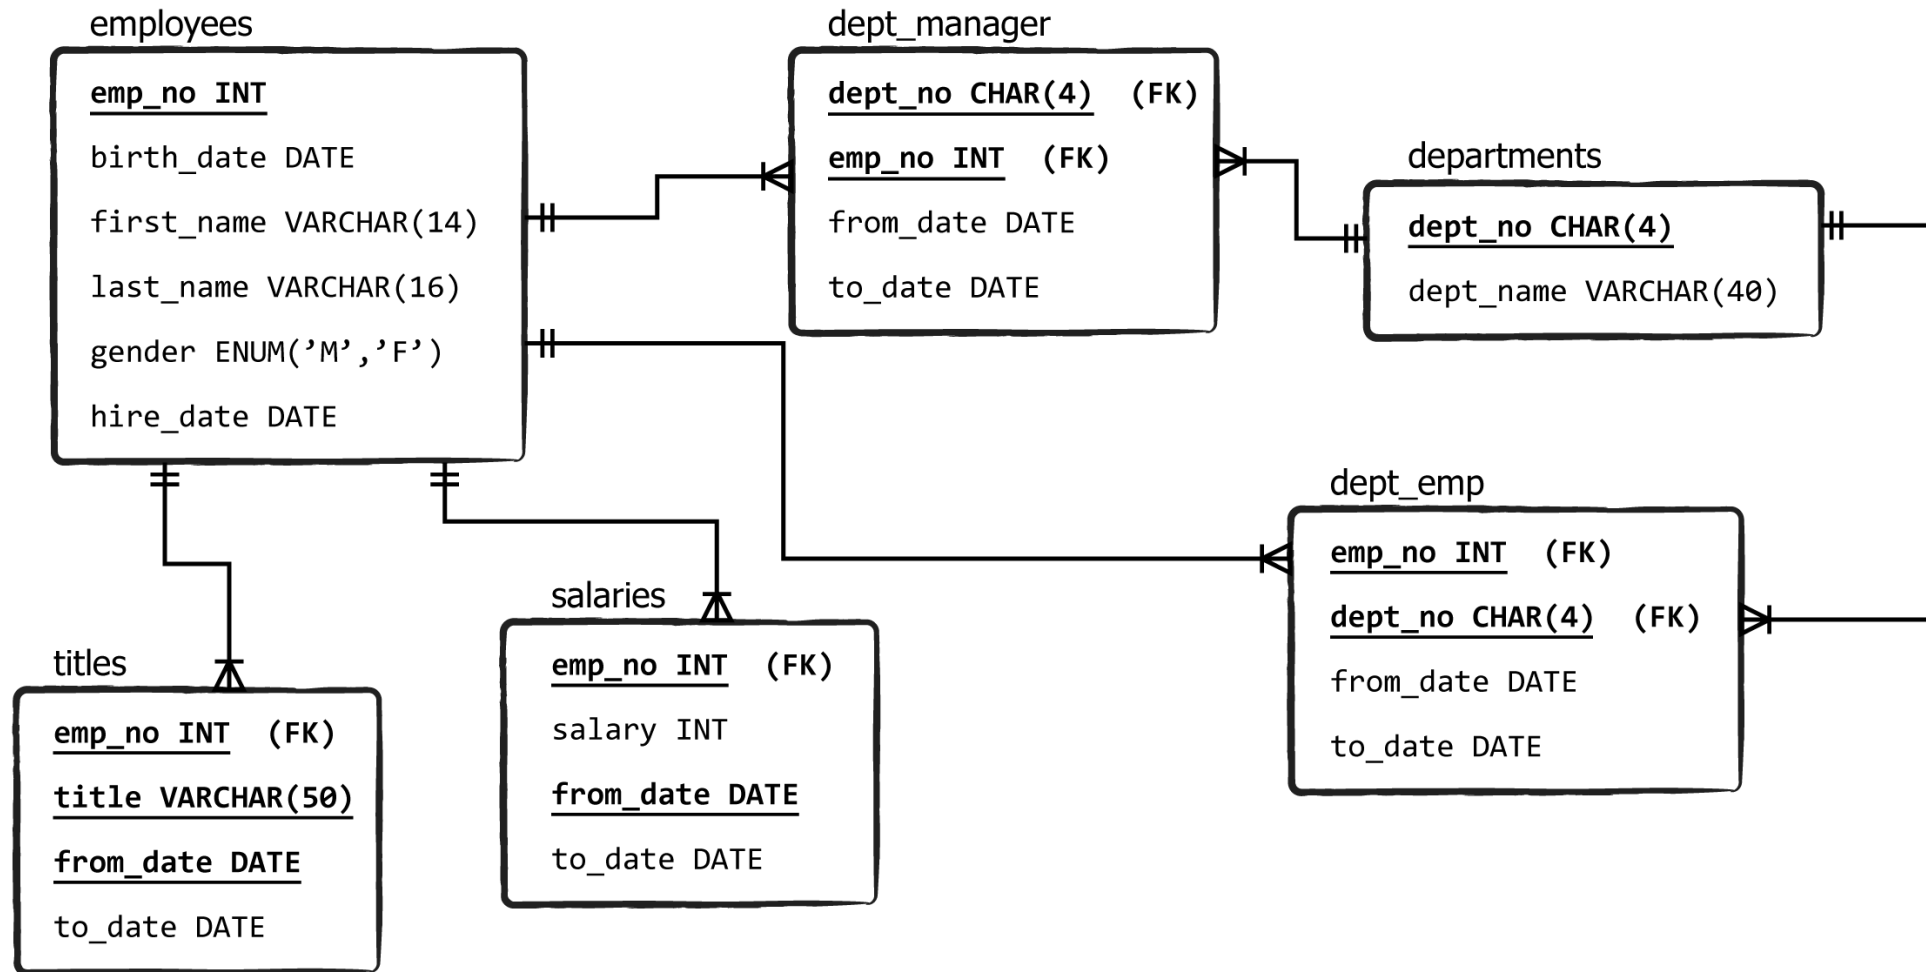 employees
emp_no INT
birth_date DATE
first_name VARCHAR(14)
last_name VARCHAR(16)
gender ENUM(’M’,’F’)
hire_date DATE
dept_manager
dept_no CHAR(4) (FK)
emp_no INT (FK)
from_date DATE
to_date DATE
departments
dept_no CHAR(4)
dept_name VARCHAR(40)
dept_emp
emp_no INT (FK)
dept_no CHAR(4) (FK)
from_date DATE
to_date DATE
salaries
emp_no INT (FK)
salary INT
from_date DATE
to_date DATE
titles
emp_no INT (FK)
title VARCHAR(50)
from_date DATE
to_date DATE